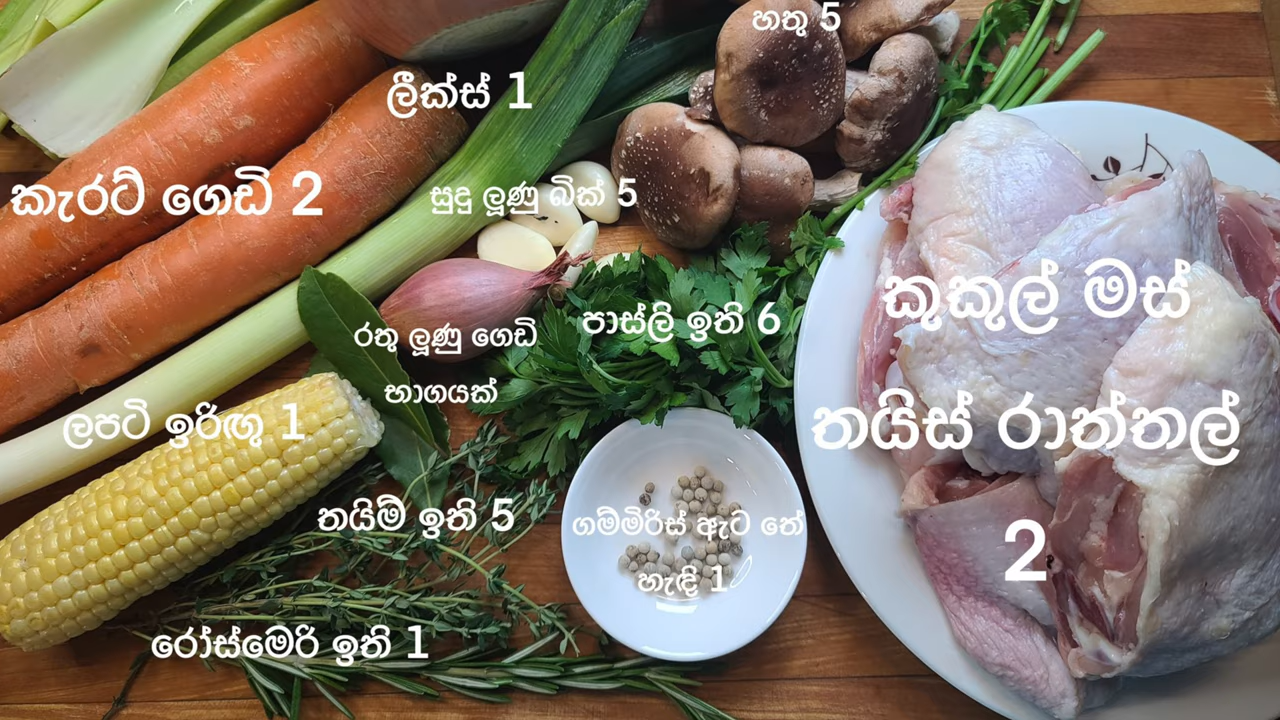 හතු 5
ලීක්ස් 1
කැරට් ගෙඩි 2
සුදු ලූණු බික් 5
කුකුල් මස්
තයිස් රාත්තල්
2
පාස්ලි ඉති 6
රතු ලූණු ගෙඩි
භාගයක්
ලපටි ඉරිඟු 1
තයිම් ඉති 5
ගම්මිරිස් ඇට තේ
හැඳි 1
රෝස්මෙරි ඉති 1